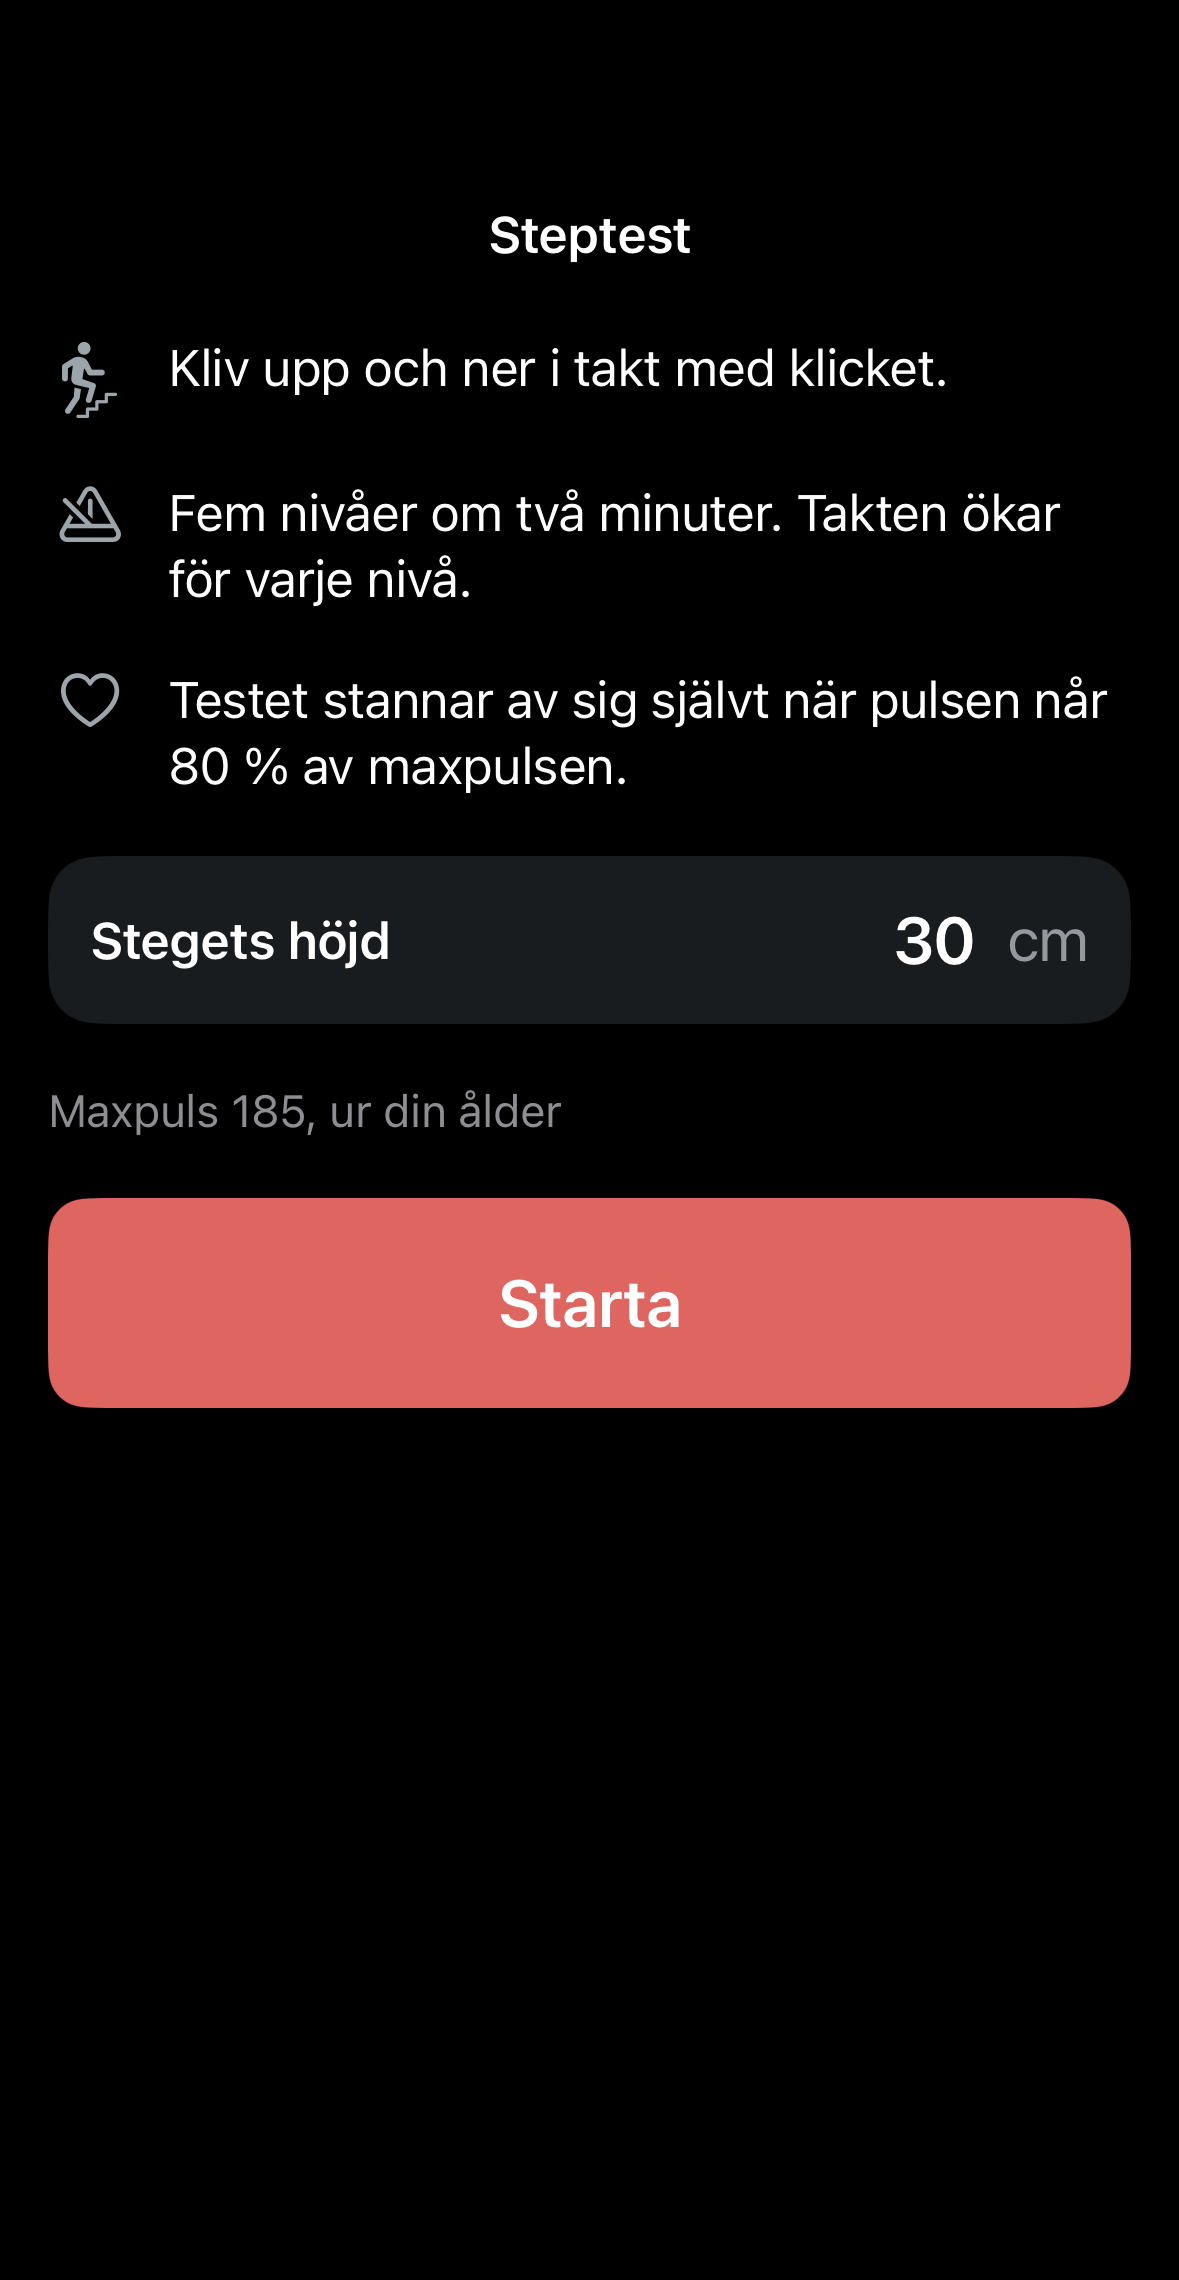 Steptest
Kliv upp och ner i takt med klicket.
Fem nivåer om två minuter. Takten ökar
för varje nivå.
Testet stannar av sig självt när pulsen når
80 % av maxpulsen.
Stegets höjd 30 cm
Maxpuls 185, ur din ålder
Starta